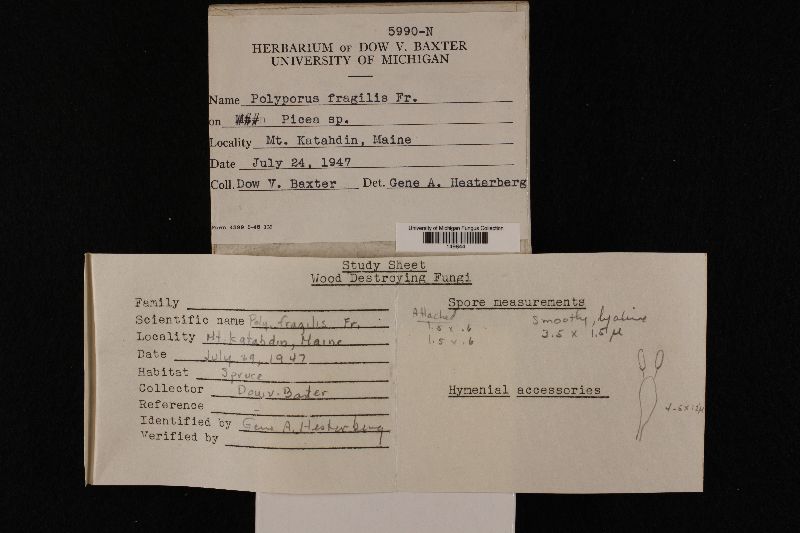 5990-N
HERBARIUM OF DOW V. BAXTER
UNIVERSITY OF MICHIGAN
Name Polyporus fragilis Fr.
on Picea sp.
Locality Mt. Katahdin, Maine
Date July 24, 1947
Coll. Dow V. Baxter Det. Gene A. Hesterberg
University of Michigan Fungus Collection
Study Sheet
Wood Destroying Fungi
Family
Scientific name Poly. fragilis Fr.
Locality Mt. Katahdin, Maine
Date July 24, 1947
Habitat Spruce
Collector Dow V. Baxter
Reference -
Identified by Gene A. Hesterberg
Verified by
Spore measurements
Attached
1.5 x .6
1.5 x .6
Smooth, hyaline
3.5 x 1.5 µ
Hymenial accessories